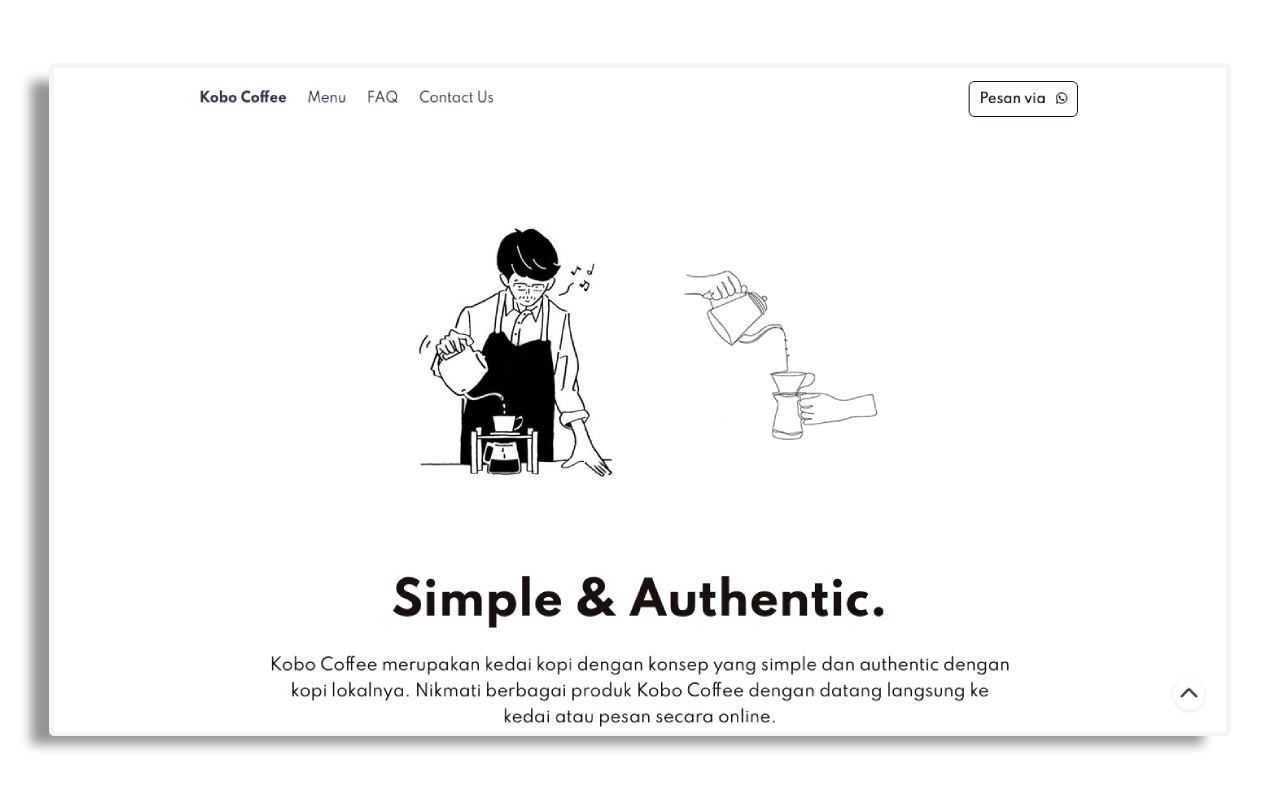 Kobo Coffee Menu FAQ Contact Us Pesan via
Simple & Authentic.
Kobo Coffee merupakan kedai kopi dengan konsep yang simple dan authentic dengan
kopi lokalnya. Nikmati berbagai produk Kobo Coffee dengan datang langsung ke
kedai atau pesan secara online.